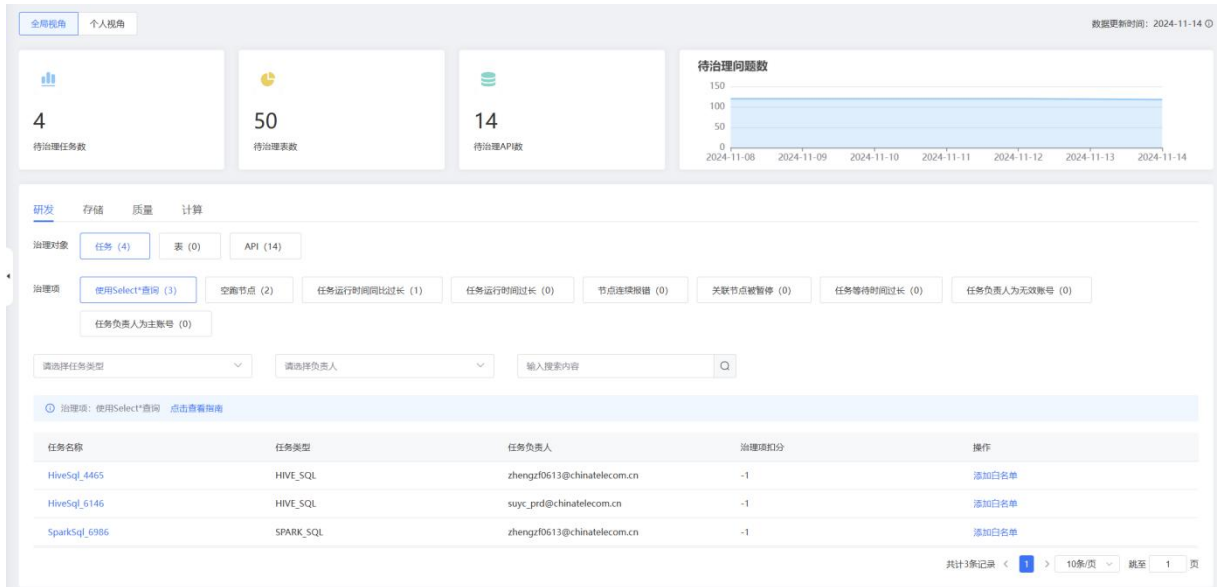 全局视角 个人视角 数据更新时间：2024-11-14
4
待治理任务数
50
待治理表数
14
待治理API数
待治理问题数
150
100
50
0
2024-11-08 2024-11-09 2024-11-10 2024-11-11 2024-11-12 2024-11-13 2024-11-14
研发 存储 质量 计算
治理对象 任务（4） 表（0） API（14）
治理项 使用Select*查询（3） 空跑节点（2） 任务运行时间同比过长（1） 任务运行时间过长（0） 节点连续报错（0） 关联节点被暂停（0） 任务等待时间过长（0） 任务负责人为无效账号（0）
任务负责人为主账号（0）
请选择任务类型 请选择负责人 输入搜索内容
治理项：使用Select*查询 点击查看指南
任务名称 任务类型 任务负责人 治理项扣分 操作
HiveSql_4465 HIVE_SQL zhengzf0613@chinatelecom.cn -1 添加白名单
HiveSql_6146 HIVE_SQL suyc_prd@chinatelecom.cn -1 添加白名单
SparkSql_6986 SPARK_SQL zhengzf0613@chinatelecom.cn -1 添加白名单
共计3条记录 < 1 > 10条/页 跳至 1 页